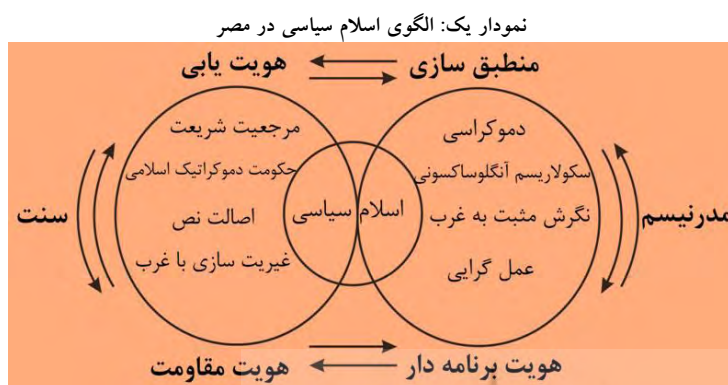 نمودار یک: الگوی اسلام سیاسی در مصر
منطبق سازی
هویت یابی
دموکراسی
سکولاریسم آنگلوساکسونی
نگرش مثبت به غرب
عمل گرایی
مدرنیسم
اسلام سیاسی
مرجعیت شریعت
حکومت دموکراتیک اسلامی
اصالت نص
غیریت سازی با غرب
سنت
هویت برنامه دار
هویت مقاومت